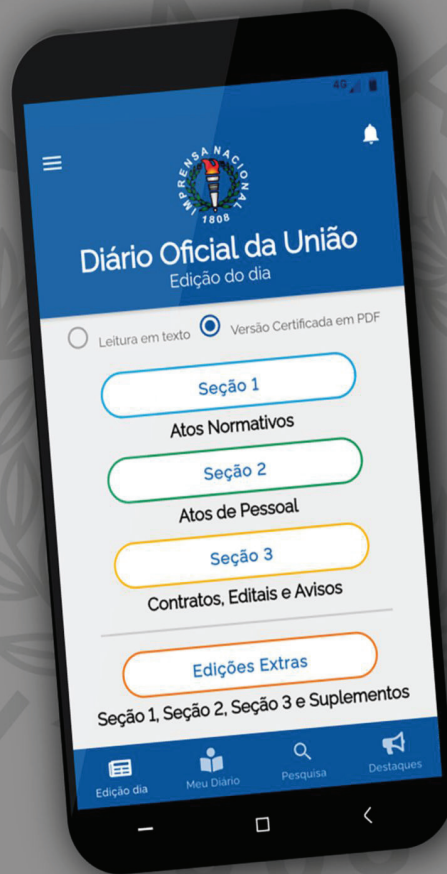 4G
IMPRENSA NACIONAL
1808
Diário Oficial da União
Edição do dia
Leitura em texto Versão Certificada em PDF
Seção 1
Atos Normativos
Seção 2
Atos de Pessoal
Seção 3
Contratos, Editais e Avisos
Edições Extras
Seção 1, Seção 2, Seção 3 e Suplementos
Edição dia Meu Diário Pesquisa Destaques